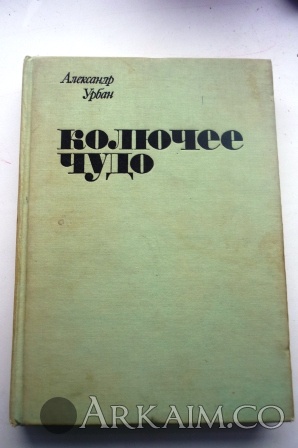 Александр
Урбан
колючее
чудо
ARKAIM.CO